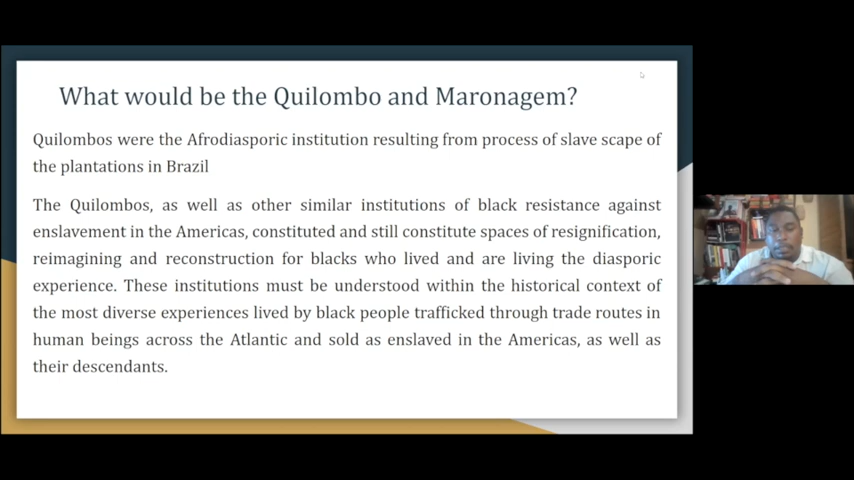 What would be the Quilombo and Maronagem?
Quilombos were the Afrodiasporic institution resulting from process of slave scape of
the plantations in Brazil
The Quilombos, as well as other similar institutions of black resistance against
enslavement in the Americas, constituted and still constitute spaces of resignification,
reimagining and reconstruction for blacks who lived and are living the diasporic
experience. These institutions must be understood within the historical context of
the most diverse experiences lived by black people trafficked through trade routes in
human beings across the Atlantic and sold as enslaved in the Americas, as well as
their descendants.